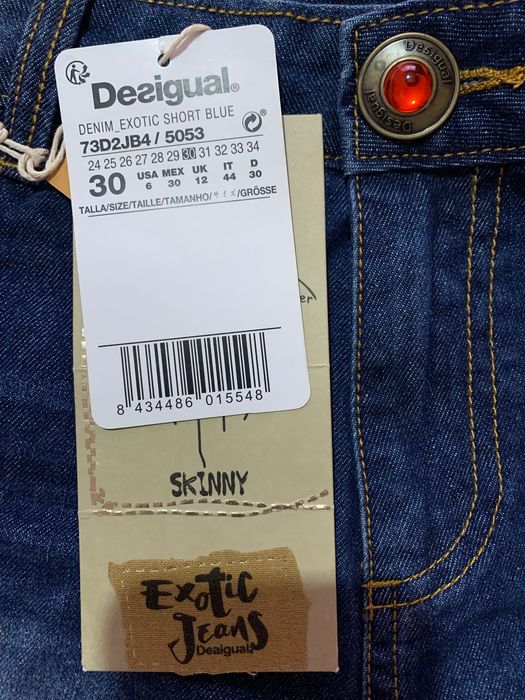 Desigual®
DENIM_EXOTIC SHORT BLUE
73D2JB4 / 5053
24 25 26 27 28 29 30 31 32 33 34
30 USA 6 MEX 30 UK 12 IT 44 D 30
TALLA/SIZE/TAILLE/TAMANHO/サイズ/GRÖSSE
8 434486 015548
SKINNY
Exotic
Jeans
Desigual
Desigual
Desigual